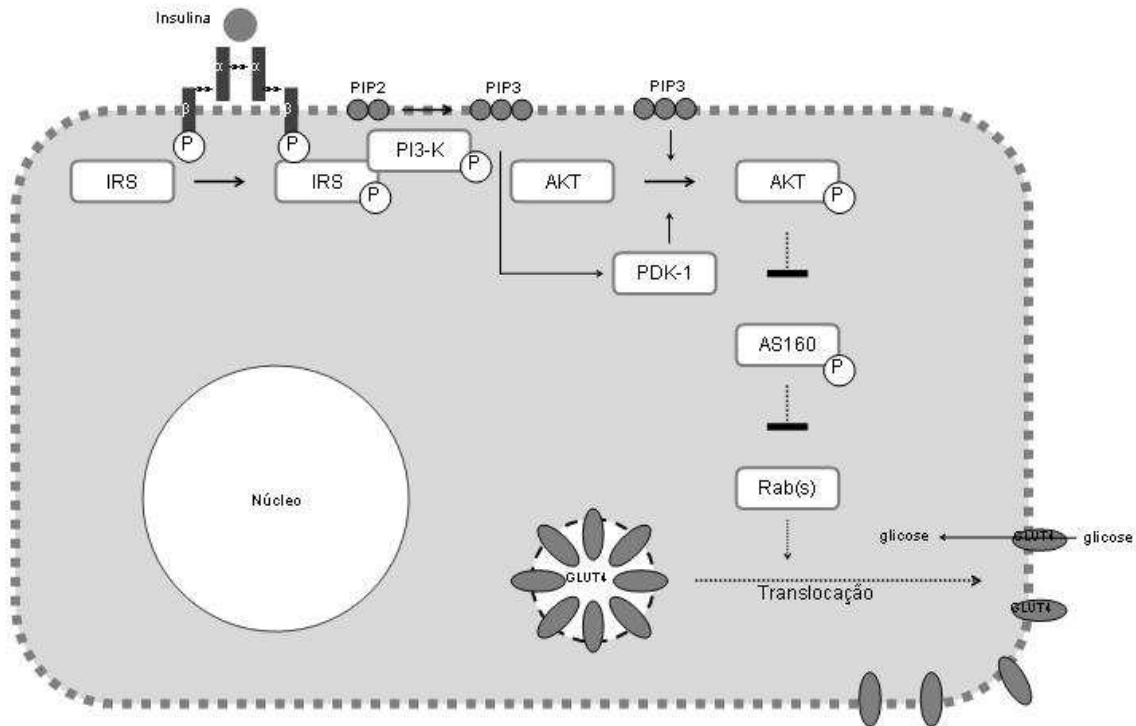 Insulina
α
α
β
β
PIP2
PIP3
PIP3
P
P
IRS
IRS
P
PI3-K
P
AKT
AKT
P
PDK-1
AS160
P
Rab(s)
Núcleo
GLUT4
Translocação
glicose
GLUT4
glicose
GLUT4